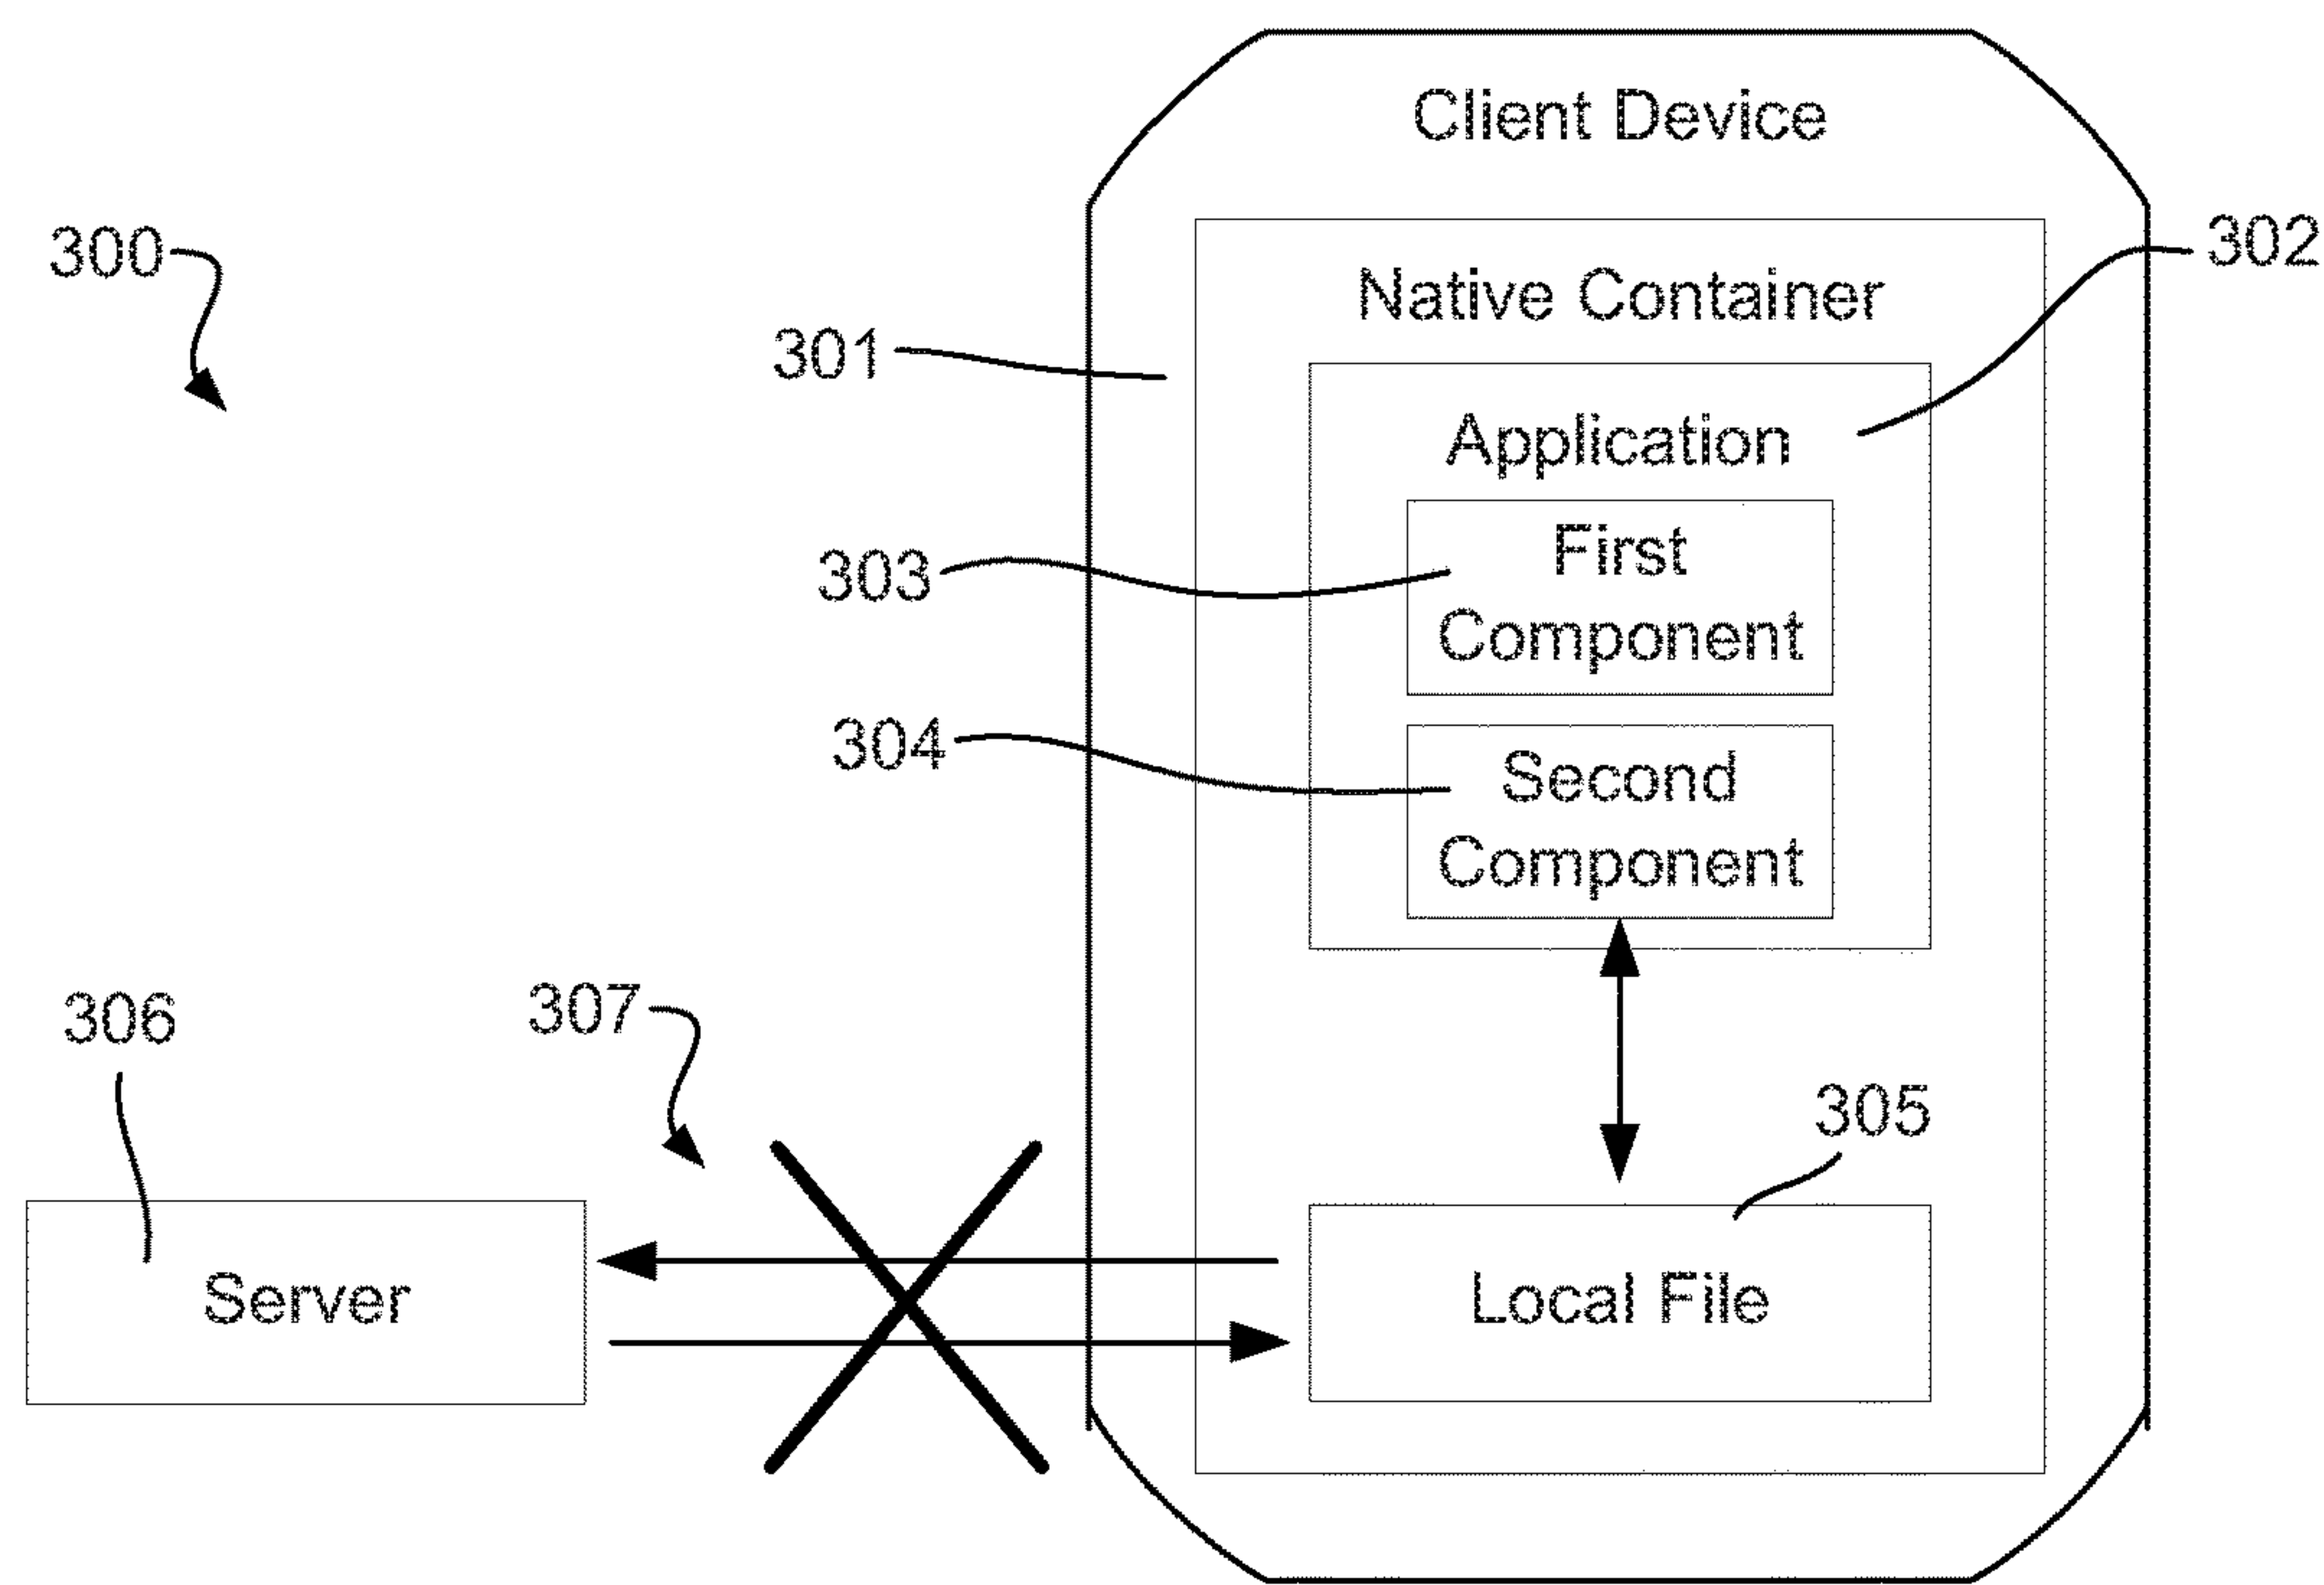 Client Device
300
302
Native Container
301
Application
First
Component
303
Second
Component
304
307
306
305
Server
Local File